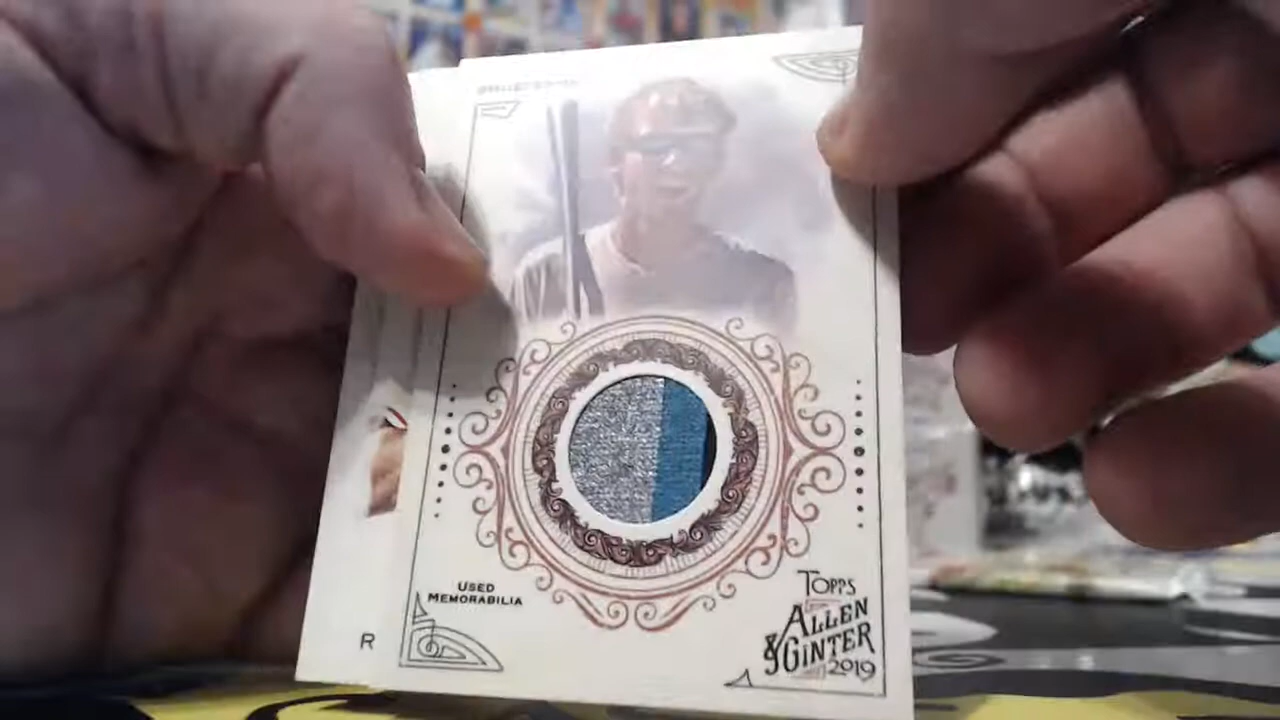 USED
MEMORABILIA
R
TOPPS
ALLEN
& GINTER
2019